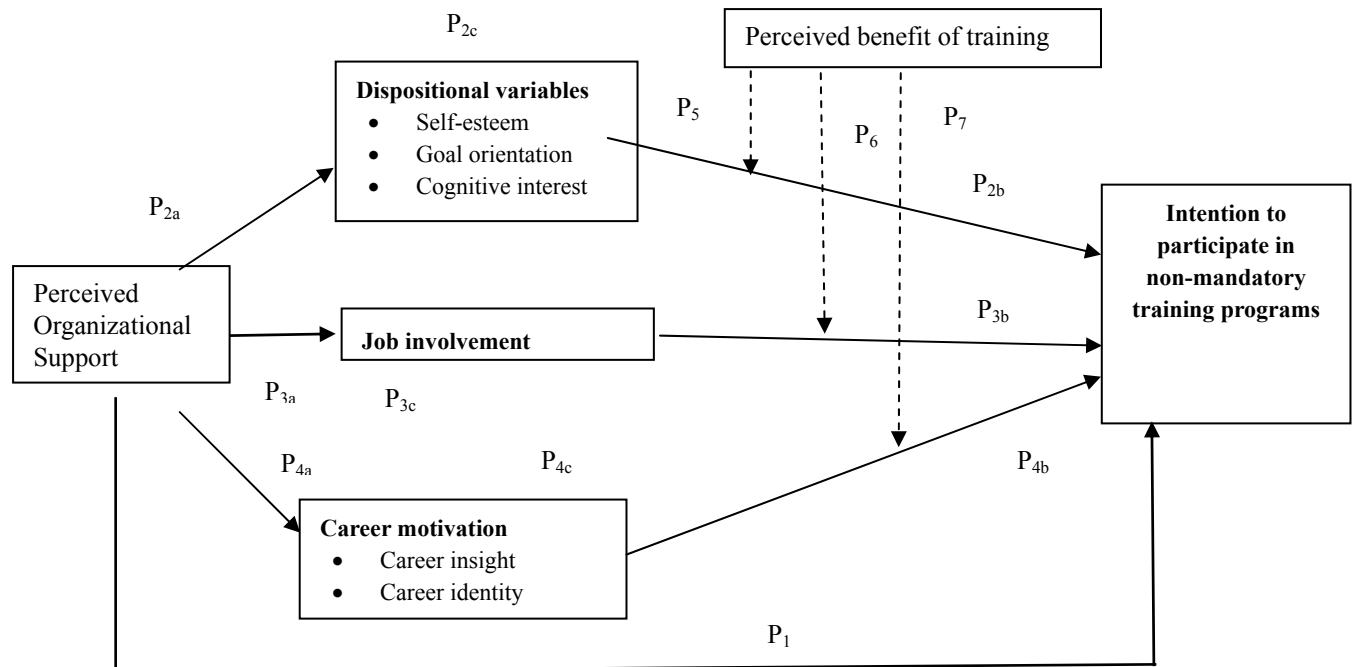 P2c
Perceived benefit of training
Dispositional variables
• Self-esteem
• Goal orientation
• Cognitive interest
P5
P6
P7
P2a
P2b
Intention to
participate in
non-mandatory
training programs
Perceived
Organizational
Support
Job involvement
P3b
P3a
P3c
P4a
P4c
P4b
Career motivation
• Career insight
• Career identity
P1